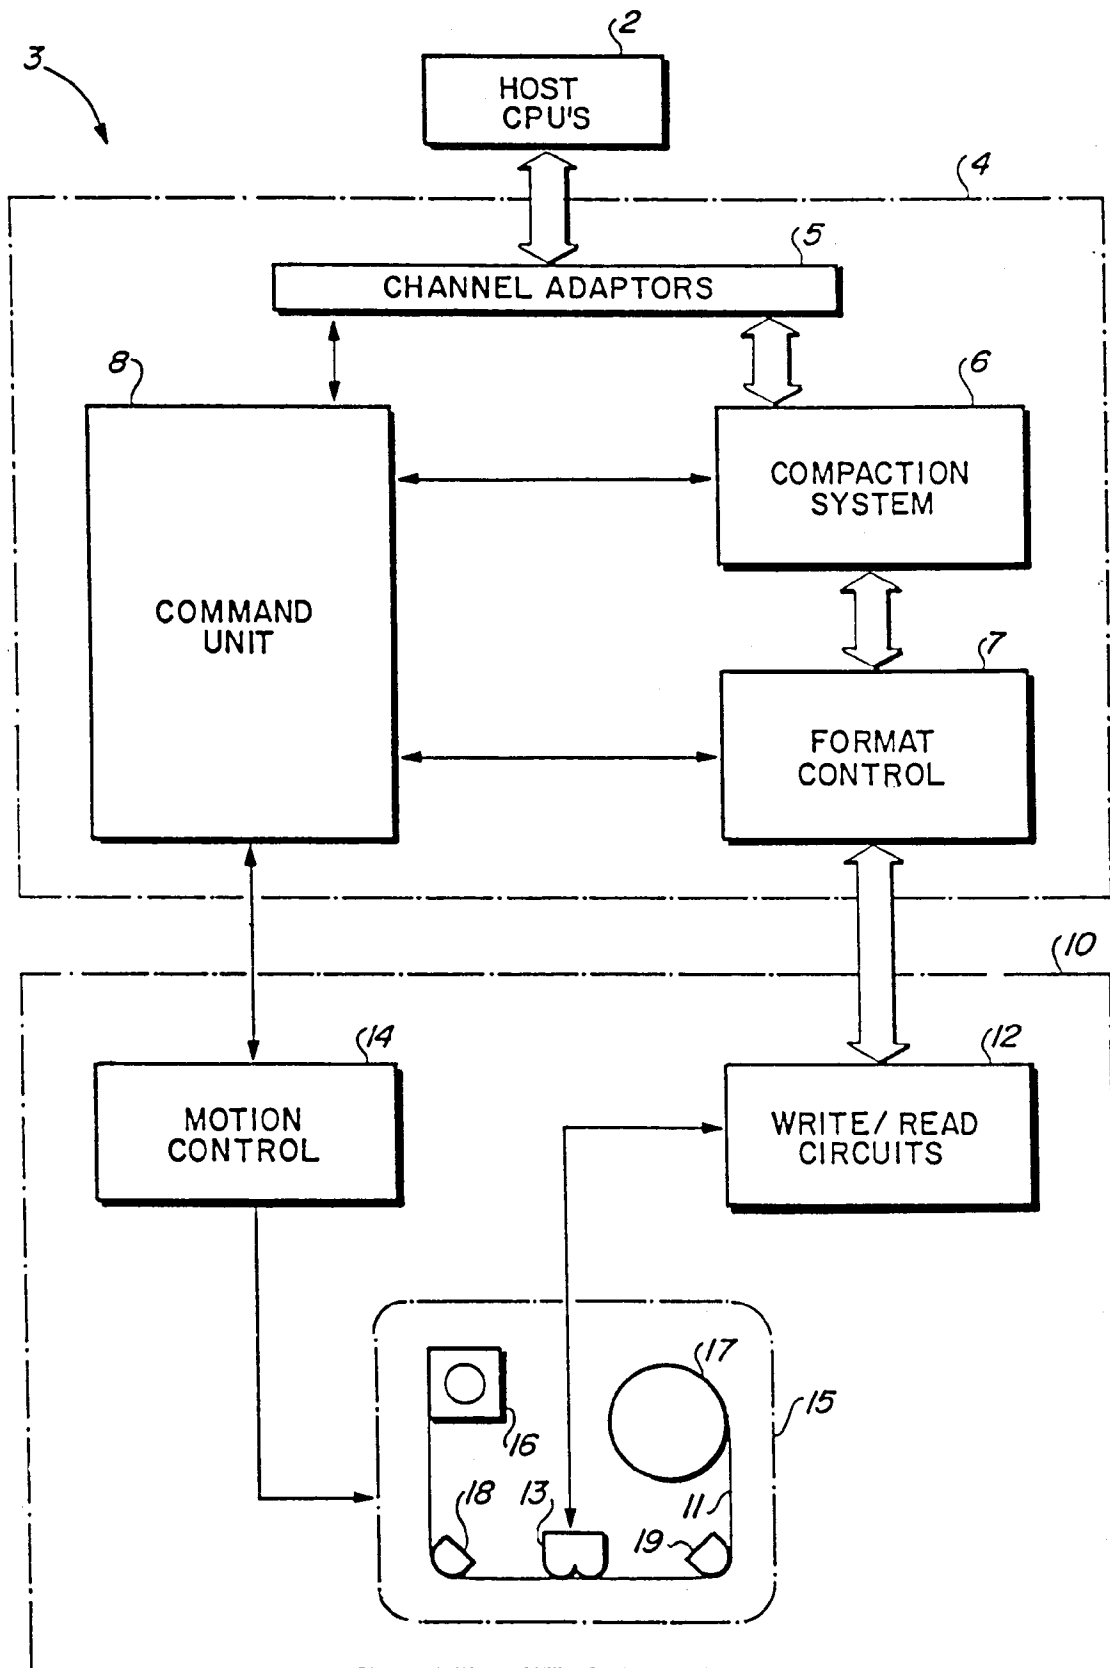 2
3
HOST
CPU'S
4
5
CHANNEL ADAPTORS
8
6
COMPACTION
SYSTEM
COMMAND
UNIT
7
FORMAT
CONTROL
10
14
12
MOTION
CONTROL
WRITE/READ
CIRCUITS
17
15
16
18
13
11
19